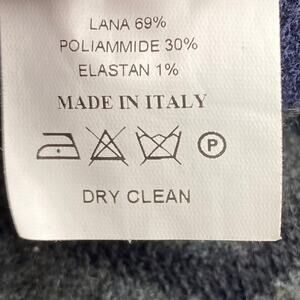 LANA 69%
POLIAMMIDE 30%
ELASTAN 1%
MADE IN ITALY
P
DRY CLEAN